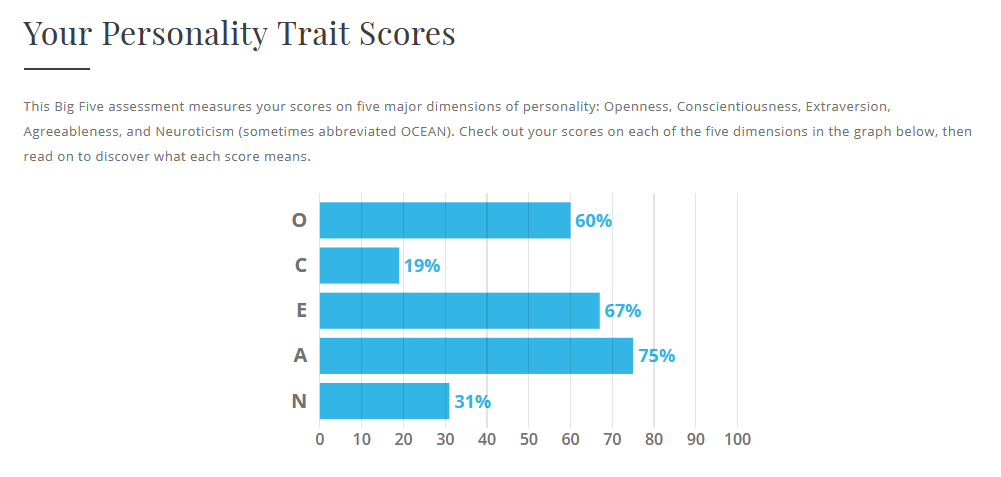 Your Personality Trait Scores
This Big Five assessment measures your scores on five major dimensions of personality: Openness, Conscientiousness, Extraversion,
Agreeableness, and Neuroticism (sometimes abbreviated OCEAN). Check out your scores on each of the five dimensions in the graph below, then
read on to discover what each score means.
O 60%
C 19%
E 67%
A 75%
N 31%
0 10 20 30 40 50 60 70 80 90 100